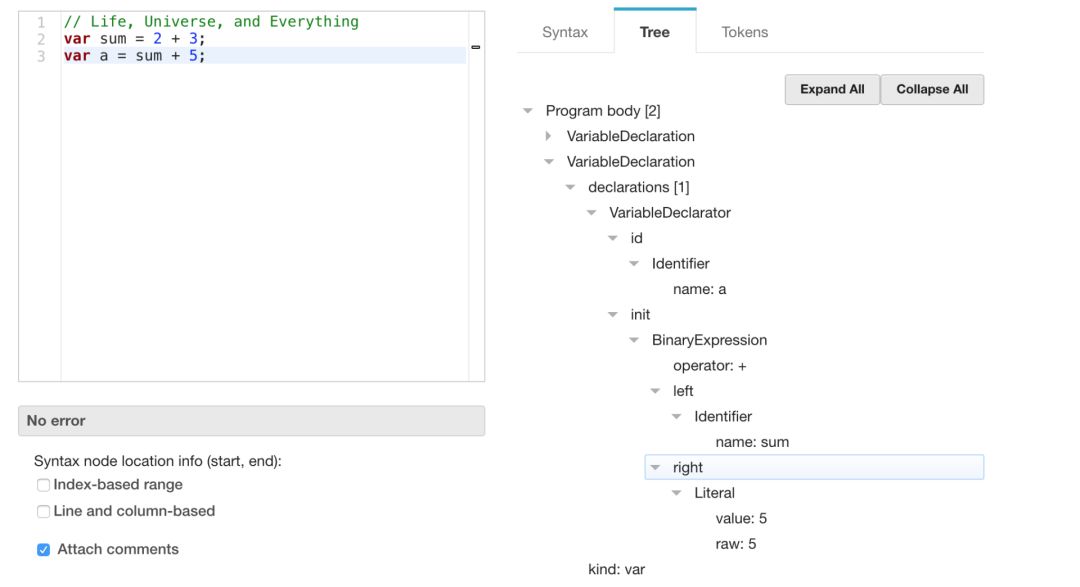 1 // Life, Universe, and Everything
2 var sum = 2 + 3;
3 var a = sum + 5;
No error
Syntax node location info (start, end):
Index-based range
Line and column-based
Attach comments
Syntax Tree Tokens
Expand All Collapse All
Program body [2]
VariableDeclaration
VariableDeclaration
declarations [1]
VariableDeclarator
id
Identifier
name: a
init
BinaryExpression
operator: +
left
Identifier
name: sum
right
Literal
value: 5
raw: 5
kind: var